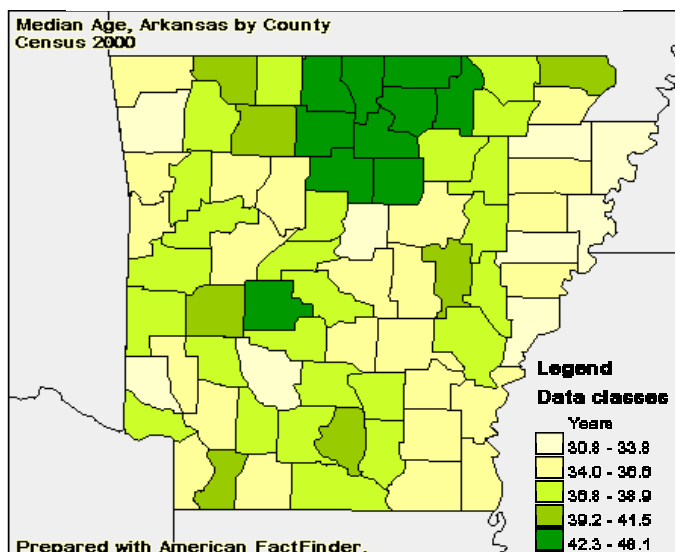 Median Age, Arkansas by County
Census 2000
Legend
Data classes
Years
30.8 - 33.8
34.0 - 36.6
36.8 - 38.9
39.2 - 41.5
42.3 - 48.1
Prepared with American FactFinder.